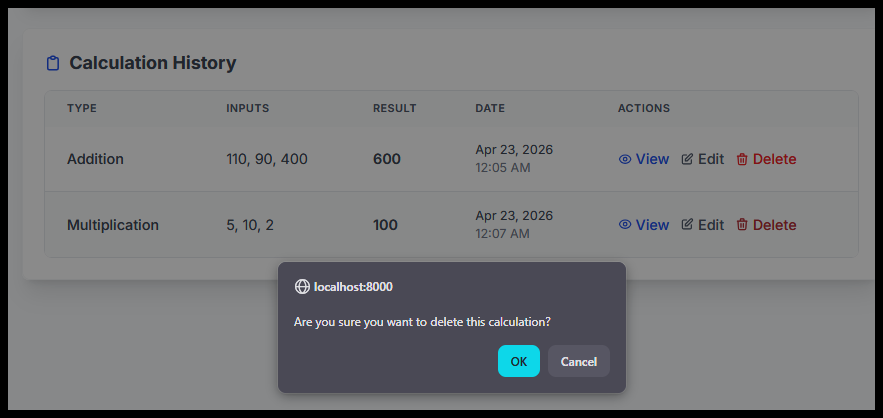 Calculation History
TYPE INPUTS RESULT DATE ACTIONS
Addition 110, 90, 400 600 Apr 23, 2026 12:05 AM View Edit Delete
Multiplication 5, 10, 2 100 Apr 23, 2026 12:07 AM View Edit Delete
localhost:8000
Are you sure you want to delete this calculation?
OK Cancel